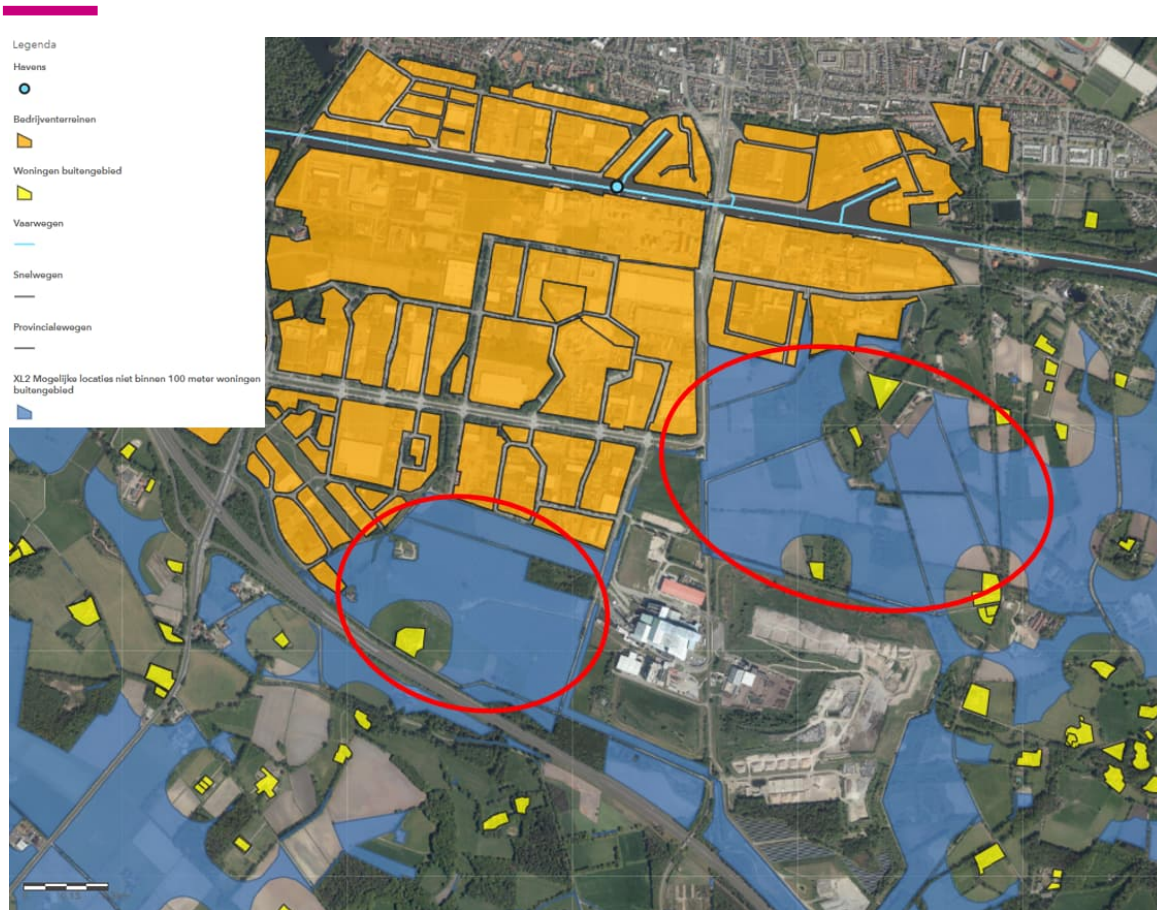 Legenda
Havens
Bedrijventerreinen
Woningen buitengebied
Vaarwegen
Snelwegen
Provincialewegen
XL2 Mogelijke locaties niet binnen 100 meter woningen
buitengebied